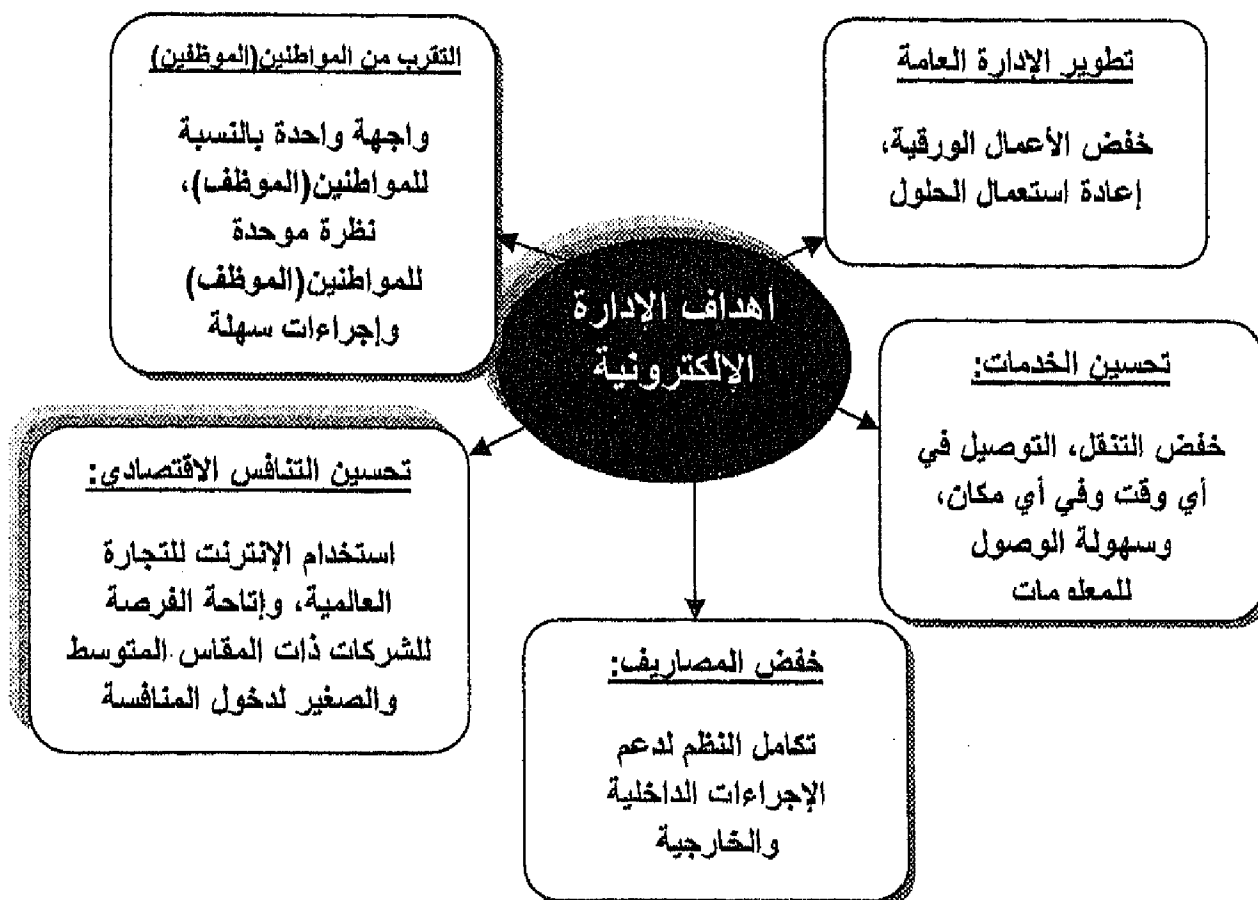 تطوير الإدارة العامة
خفض الأعمال الورقية،
إعادة استعمال الحلول
التقرب من المواطنين(الموظفين)
واجهة واحدة بالنسبة
للمواطنين(الموظف)،
نظرة موحدة
للمواطنين(الموظف)
وإجراءات سهلة
أهداف الإدارة
الإلكترونية
تحسين الخدمات:
خفض التنقل، التوصيل في
أي وقت وفي أي مكان،
وسهولة الوصول
للمعلومات
تحسين التنافس الاقتصادي:
استخدام الإنترنت للتجارة
العالمية، وإتاحة الفرصة
للشركات ذات المقاس المتوسط
والصغير لدخول المنافسة
خفض المصاريف:
تكامل النظم لدعم
الإجراءات الداخلية
والخارجية